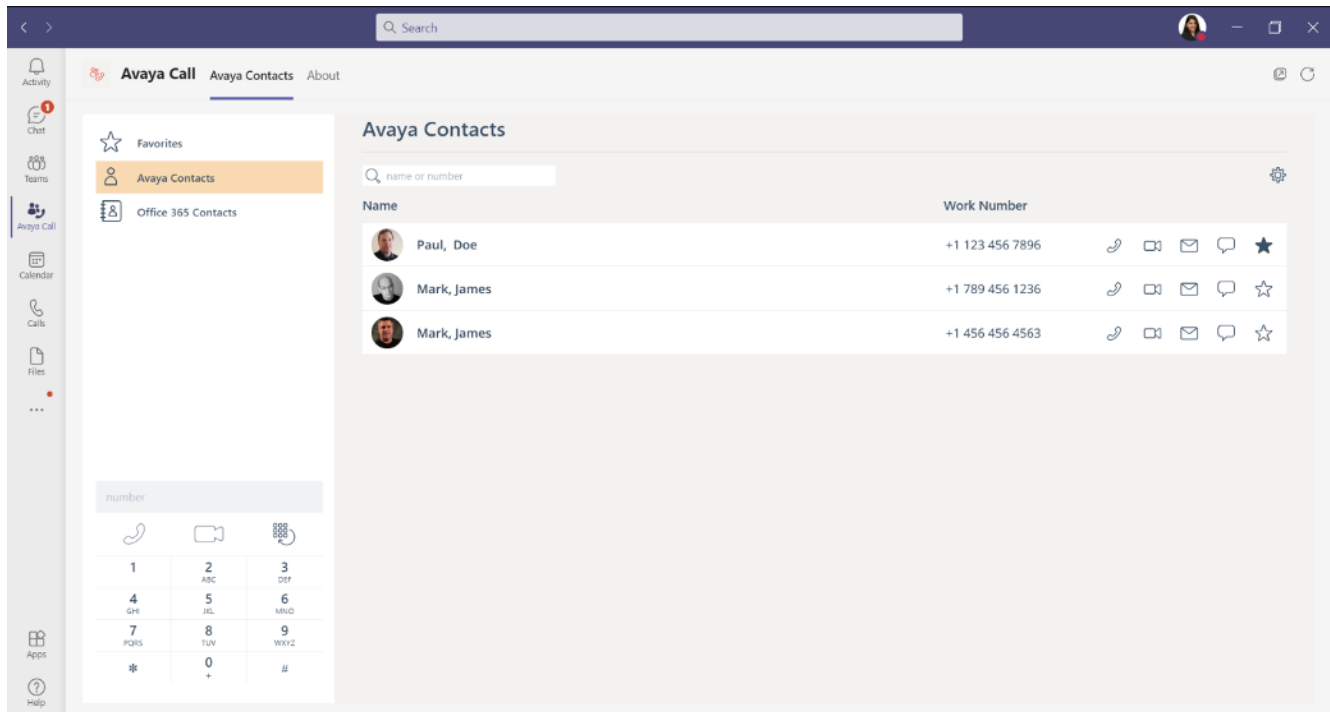 Search
Activity
1
Chat
Teams
Avaya Call
Calendar
Calls
Files
Apps
Help
Avaya Call Avaya Contacts About
Favorites
Avaya Contacts
Office 365 Contacts
number
1 2 3
ABC DEF
4 5 6
GHI JKL MNO
7 8 9
PQRS TUV WXYZ
* 0 #
+
Avaya Contacts
name or number
Name Work Number
Paul, Doe +1 123 456 7896
Mark, James +1 789 456 1236
Mark, James +1 456 456 4563